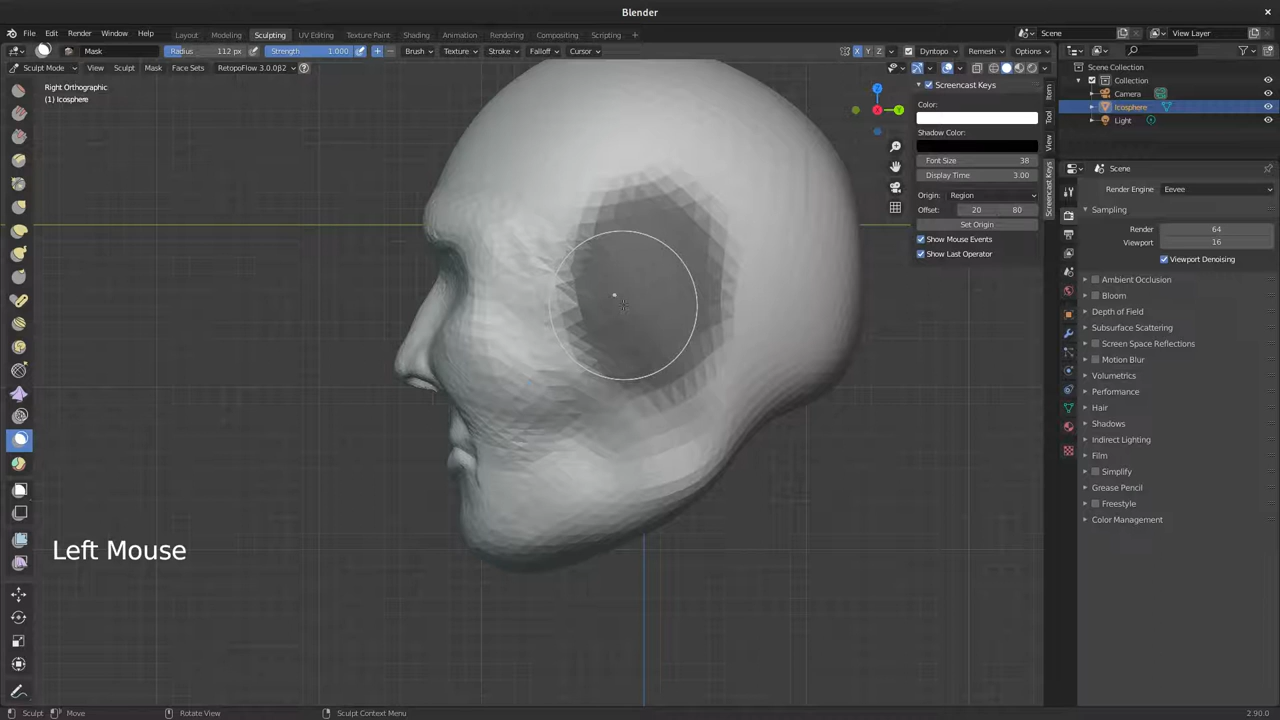 Blender
File Edit Render Window Help Layout Modeling Sculpting UV Editing Texture Paint Shading Animation Rendering Compositing Scripting + Scene View Layer
Mask Radius 112 px Strength 1.000 + Brush Texture Stroke Falloff Cursor X Y Z Dyntopo Remesh Options
Sculpt Mode View Sculpt Mask Face Sets RetopoFlow 3.0.0β2
Right Orthographic
(1) Icosphere
Z
X
Y
Screencast Keys
Color:
Shadow Color:
Font Size 38
Display Time 3.00
Origin: Region
Offset: 20 80
Set Origin
Show Mouse Events
Show Last Operator
Item
Tool
View
Screencast Keys
Scene Collection
Collection
Camera
Icosphere
Light
Scene
Render Engine Eevee
Sampling
Render 64
Viewport 16
Viewport Denoising
Ambient Occlusion
Bloom
Depth of Field
Subsurface Scattering
Screen Space Reflections
Motion Blur
Volumetrics
Performance
Hair
Shadows
Indirect Lighting
Film
Simplify
Grease Pencil
Freestyle
Color Management
Left Mouse
Sculpt Move Rotate View Sculpt Context Menu 2.90.0